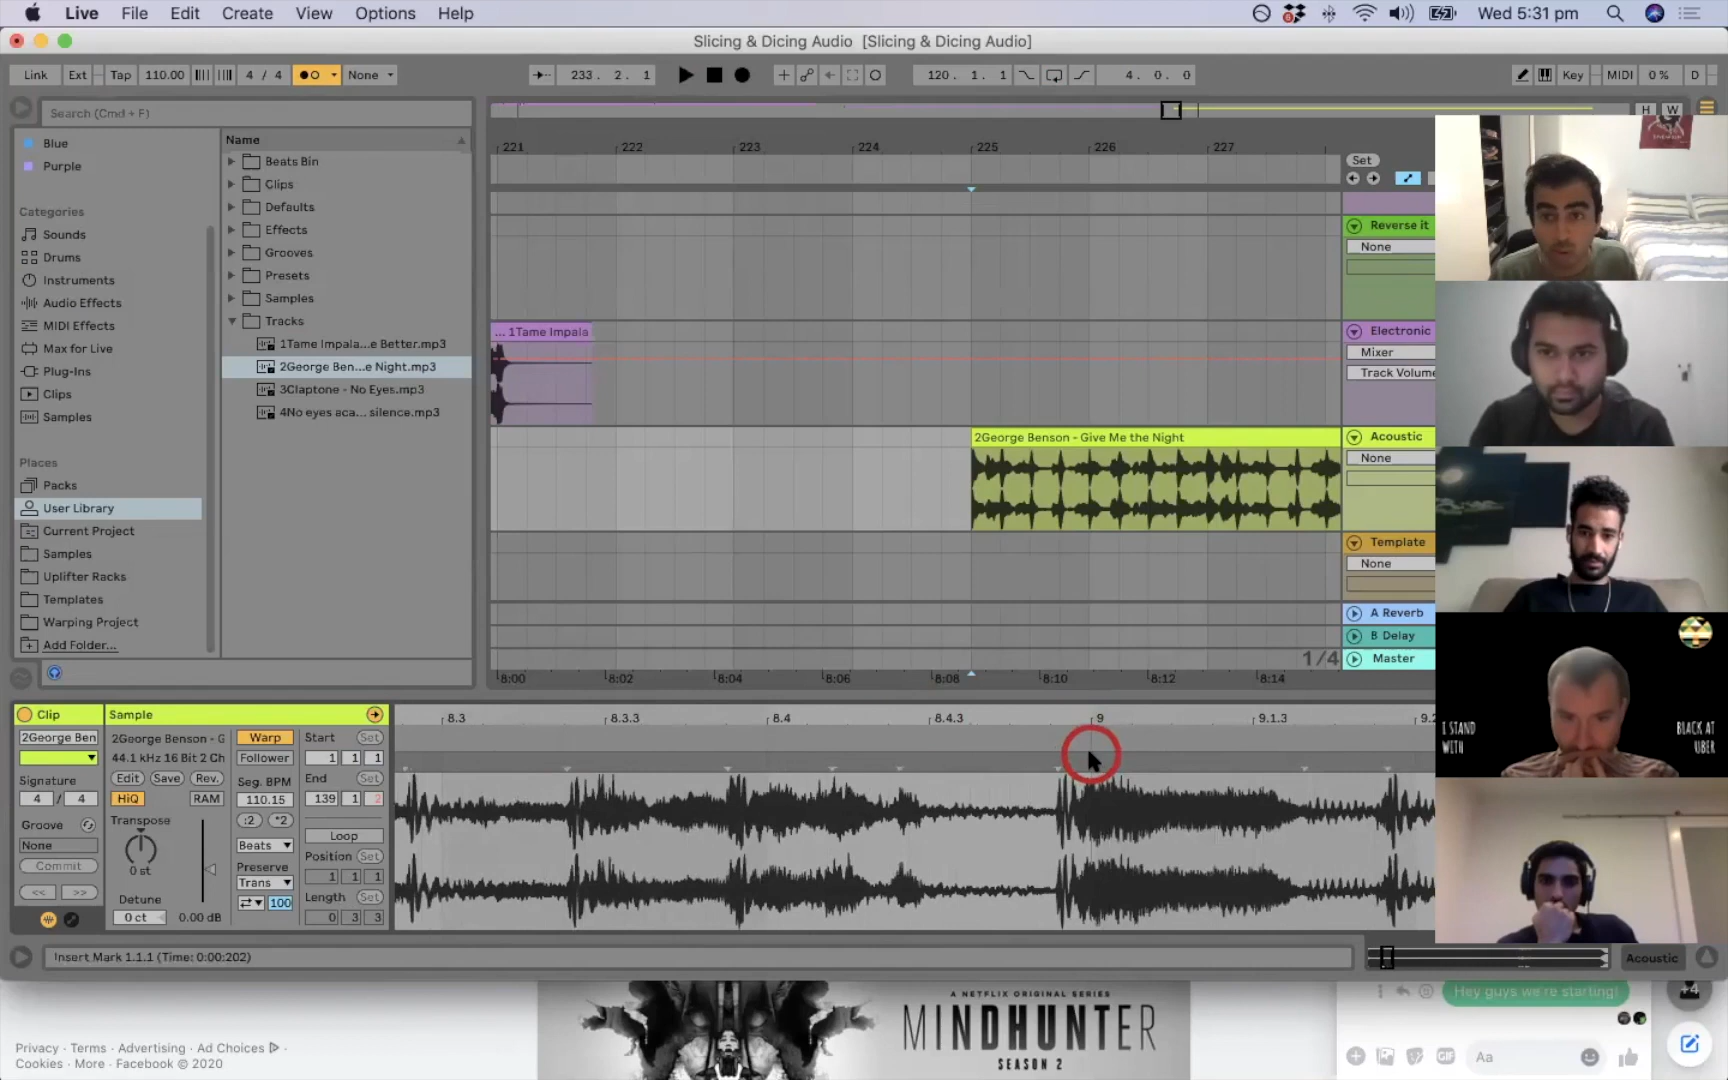 Live File Edit Create View Options Help
Wed 5:31 pm
Slicing & Dicing Audio [Slicing & Dicing Audio]
Link Ext Tap 110.00 4 / 4 None 233. 2. 1 120. 1. 1 4. 0. 0 Key MIDI 0 % D
Search (Cmd + F)
H W
Blue
Purple
Categories
Sounds
Drums
Instruments
Audio Effects
MIDI Effects
Max for Live
Plug-Ins
Clips
Samples
Places
Packs
User Library
Current Project
Samples
Uplifter Racks
Templates
Warping Project
Add Folder...
Name
Beats Bin
Clips
Defaults
Effects
Grooves
Presets
Samples
Tracks
1Tame Impala...e Better.mp3
2George Ben...e Night.mp3
3Claptone - No Eyes.mp3
4No eyes aca... silence.mp3
221 222 223 224 225 226 227
Set
Reverse it
None
... 1Tame Impala
Electronic
Mixer
Track Volume
2George Benson - Give Me the Night
Acoustic
None
Template
None
A Reverb
B Delay
1/4
Master
8:00 8:02 8:04 8:06 8:08 8:10 8:12 8:14
I STAND
WITH
BLACK AT
UBER
Clip
2George Ben
Signature
4 / 4
Groove
None
Commit
<< >>
Sample
2George Benson - G
44.1 kHz 16 Bit 2 Ch
Edit Save Rev.
HiQ RAM
Transpose
0 st
Detune
0 ct 0.00 dB
Warp
Follower
Seg. BPM
110.15
:2 *2
Beats
Preserve
Trans
100
Start Set
1 1 1
End Set
139 1 2
Loop
Position Set
1 1 1
Length Set
0 3 3
8.3 8.3.3 8.4 8.4.3 9 9.1.3 9.2
Insert Mark 1.1.1 (Time: 0:00:202)
Acoustic
Privacy · Terms · Advertising · Ad Choices ·
Cookies · More · Facebook © 2020
A NETFLIX ORIGINAL SERIES
MINDHUNTER
SEASON 2
Hey guys we're starting!
+4
GIF
Aa